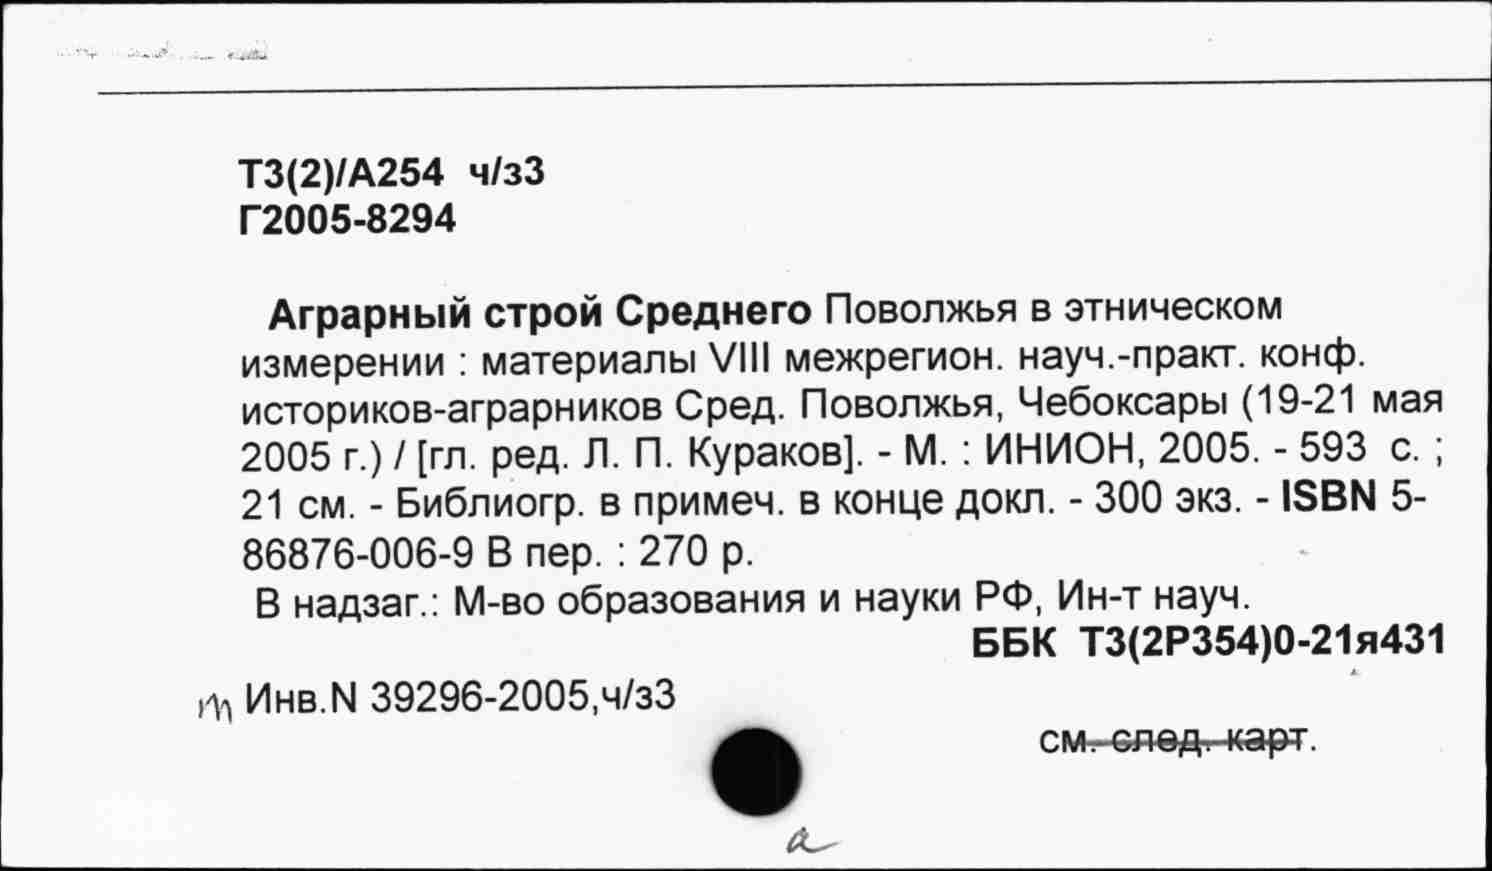 Т3(2)/А254 ч/з3
Г2005-8294
Аграрный строй Среднего Поволжья в этническом
измерении : материалы VIII межрегион. науч.-практ. конф.
историков-аграрников Сред. Поволжья, Чебоксары (19-21 мая
2005 г.) / [гл. ред. Л. П. Кураков]. - М. : ИНИОН, 2005. - 593 с. ;
21 см. - Библиогр. в примеч. в конце докл. - 300 экз. - ISBN 5-
86876-006-9 В пер. : 270 р.
В надзаг.: М-во образования и науки РФ, Ин-т науч.
ББК Т3(2Р354)0-21я431
Инв.N 39296-2005,ч/з3
см. след. карт.
а